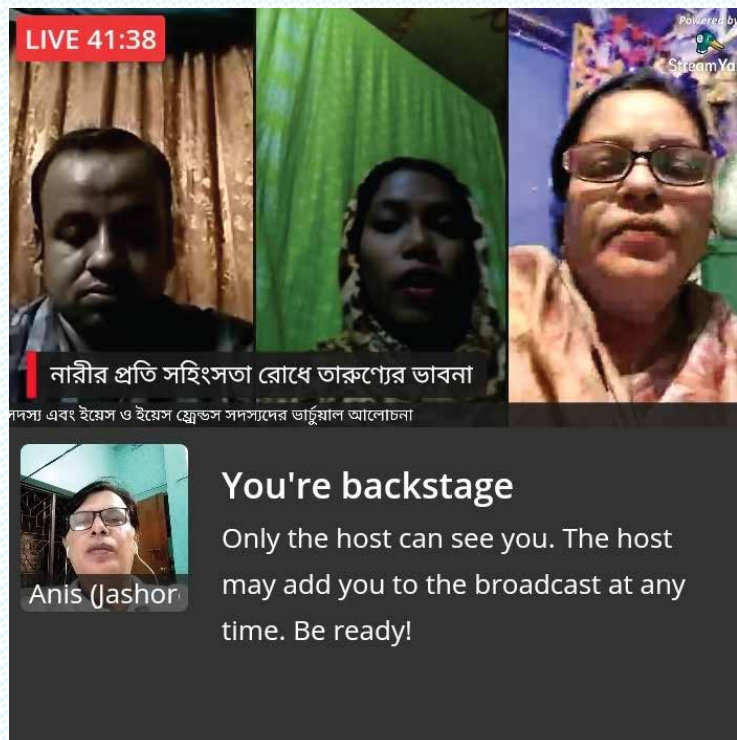 LIVE 41:38
Powered by
StreamYa
নারীর প্রতি সহিংসতা রোধে তারুণ্যের ভাবনা
সদস্য এবং ইয়েস ও ইয়েস ফ্রেন্ডস সদস্যদের ভার্চুয়াল আলোচনা
You're backstage
Only the host can see you. The host
may add you to the broadcast at any
time. Be ready!
Anis (Jashor